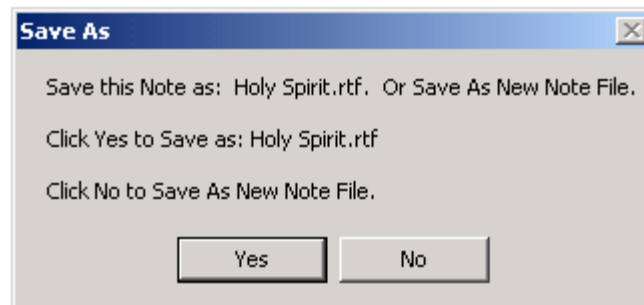 Save As
Save this Note as:  Holy Spirit.rtf.  Or Save As New Note File.
Click Yes to Save as: Holy Spirit.rtf
Click No to Save As New Note File.
Yes No